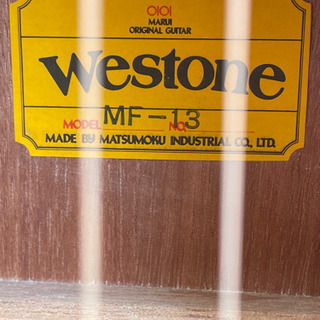 OIOI
MARUI
ORIGINAL GUITAR
Westone
MODEL MF-13 NO.
MADE BY MATSUMOKU INDUSTRIAL CO., LTD.